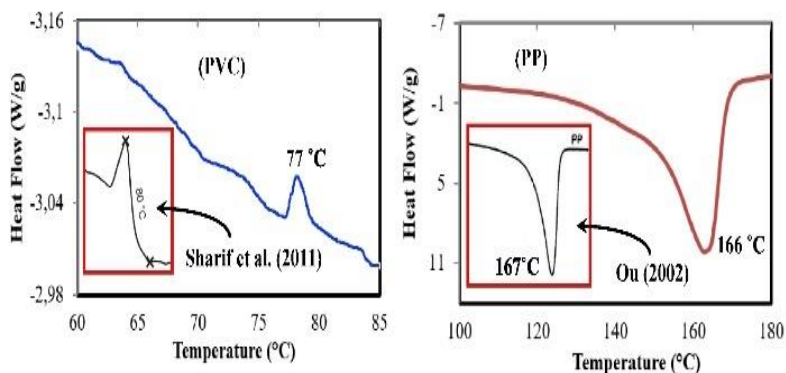 -3,16
-3,1
-3,04
-2,98
Heat Flow (W/g)
(PVC)
77 °C
80 °C
Sharif et al. (2011)
60 65 70 75 80 85
Temperature (°C)
-7
-1
5
11
Heat Flow (W/g)
(PP)
PP
167°C
166 °C
Ou (2002)
100 120 140 160 180
Temperature (°C)